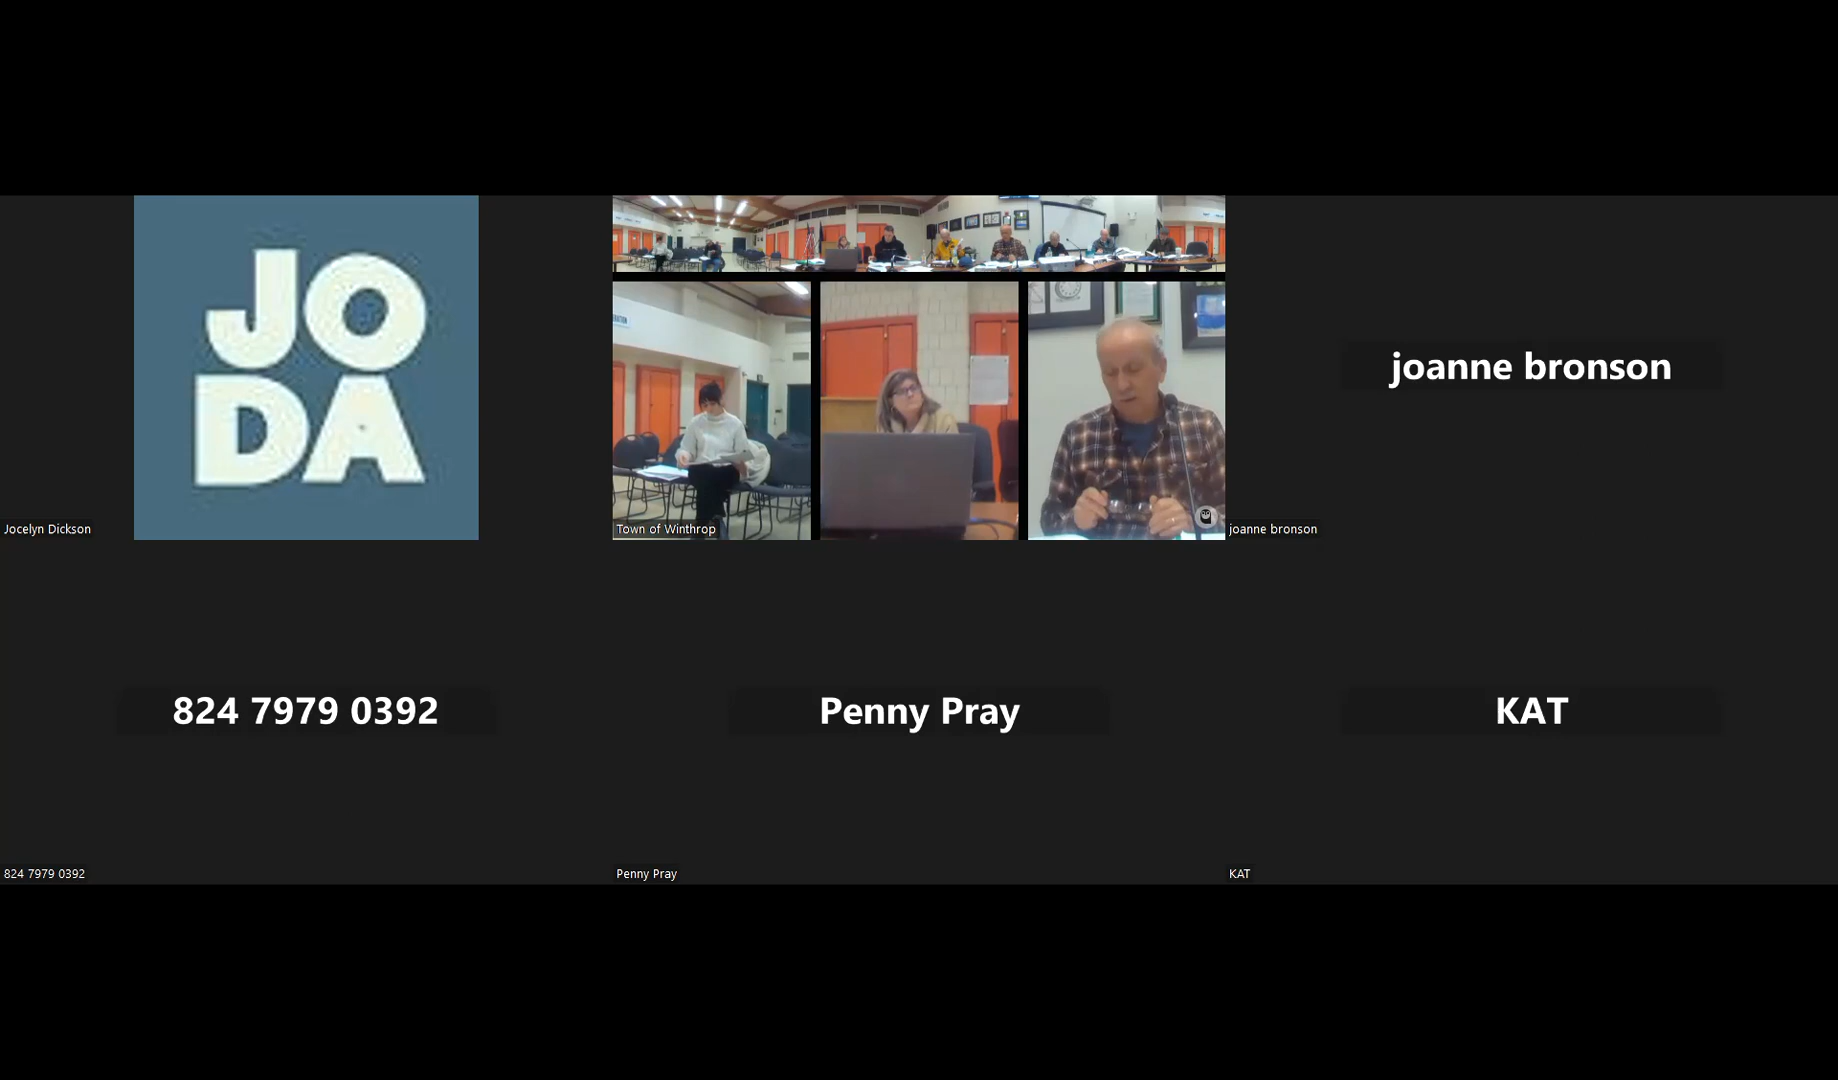 JO
DA
Jocelyn Dickson
Town of Winthrop
joanne bronson
joanne bronson
824 7979 0392
824 7979 0392
Penny Pray
Penny Pray
KAT
KAT